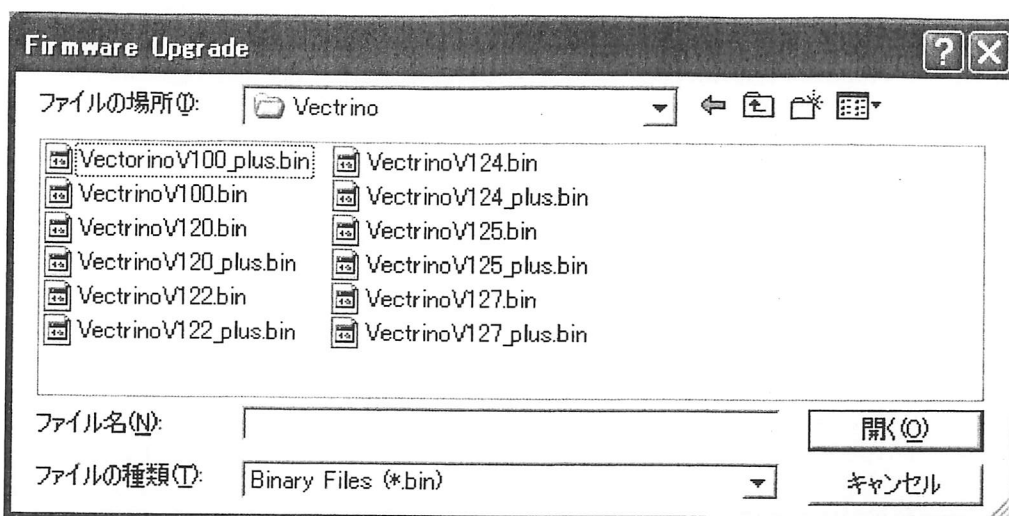 Firmware Upgrade
ファイルの場所(I):
Vectrino
VectorinoV100_plus.bin
VectrinoV100.bin
VectrinoV120.bin
VectrinoV120_plus.bin
VectrinoV122.bin
VectrinoV122_plus.bin
VectrinoV124.bin
VectrinoV124_plus.bin
VectrinoV125.bin
VectrinoV125_plus.bin
VectrinoV127.bin
VectrinoV127_plus.bin
ファイル名(N):
開く(O)
ファイルの種類(T):
Binary Files (*.bin)
キャンセル